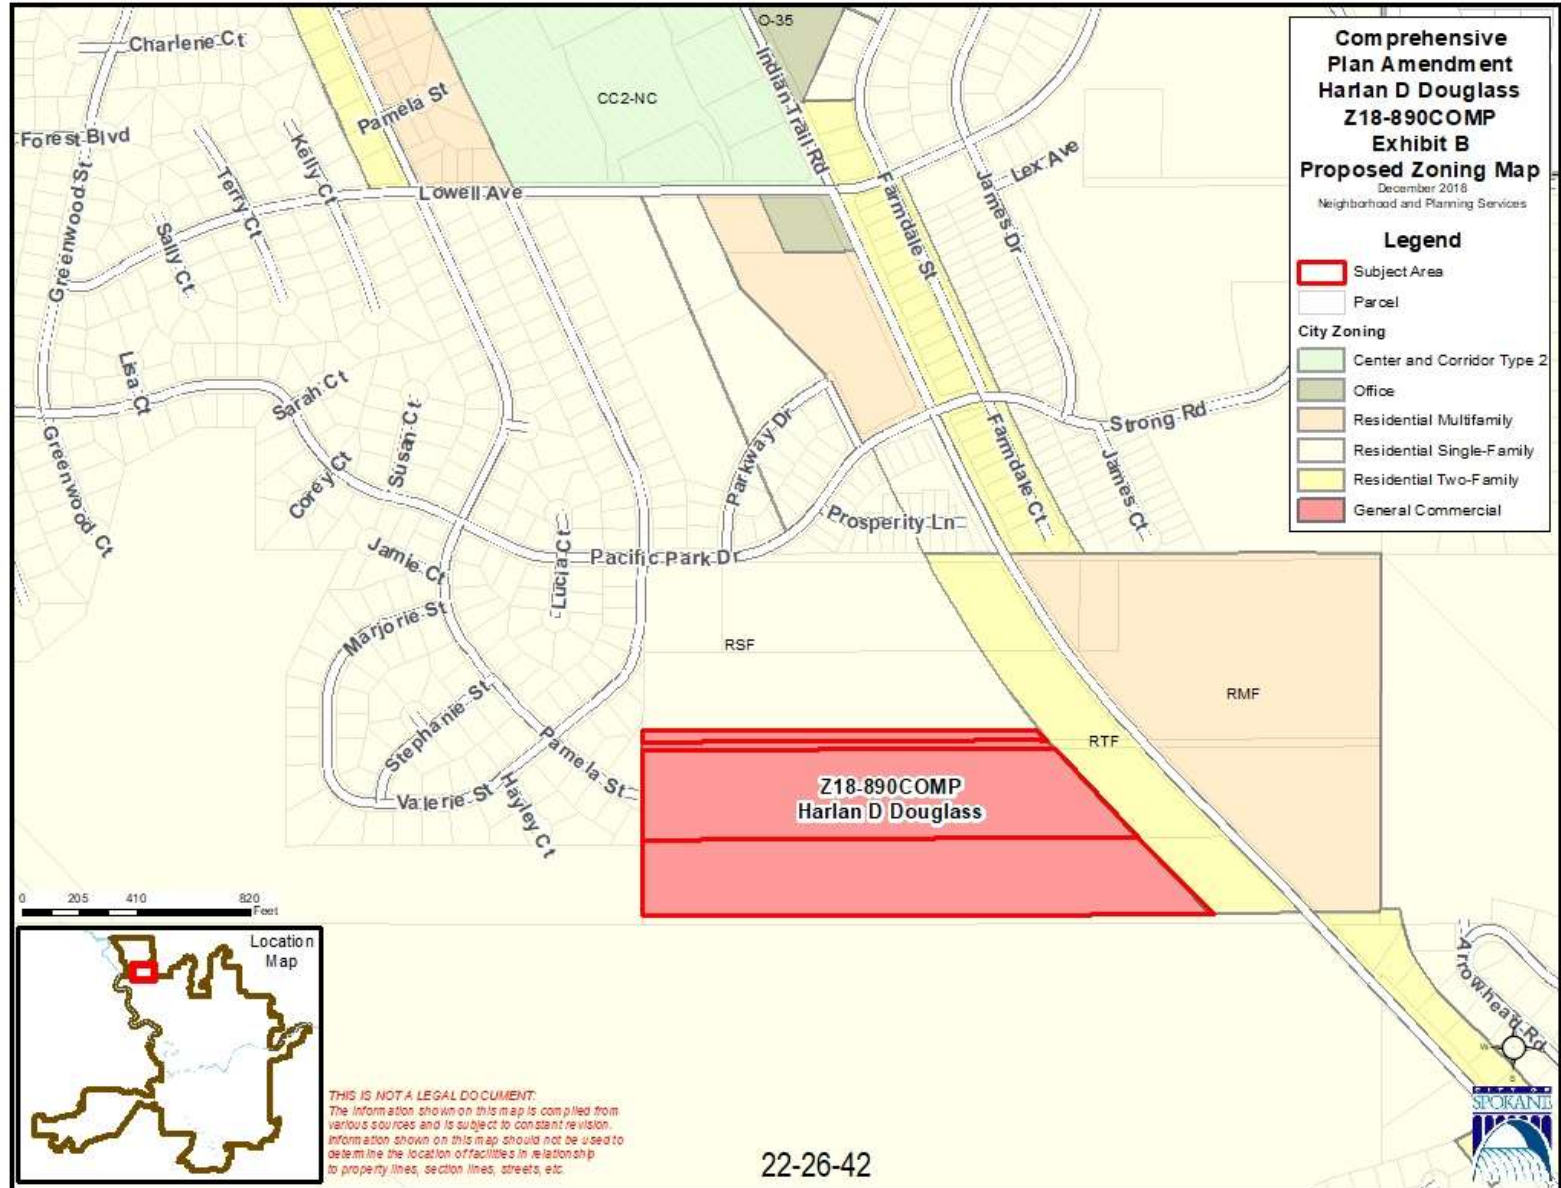 Comprehensive
Plan Amendment
Harlan D Douglass
Z18-890COMP
Exhibit B
Proposed Zoning Map
December 2018
Neighborhood and Planning Services
Legend
Subject Area
Parcel
City Zoning
Center and Corridor Type 2
Office
Residential Multifamily
Residential Single-Family
Residential Two-Family
General Commercial
Charlene Ct
O-35
CC2-NC
Indian Trail Rd
Pamela St
Forest Blvd
Kelly Ct
Terry Ct
Greenwood St
Lowell Ave
Sally Ct
Farmdale St
James Dr
Lex Ave
Lisa Ct
Sarah Ct
Susan Ct
Corey Ct
Greenwood Ct
Parkway Dr
Strong Rd
Farmdale Ct
James Ct
Prosperity Ln
Pacific Park Dr
Jamie Ct
Lucia Ct
Marjorie St
RSF
RMF
RTF
Stephanie St
Pamela St
Valerie St
Hayley Ct
Z18-890COMP
Harlan D Douglass
Arrowhead Rd
0 205 410 820
Feet
Location
Map
THIS IS NOT A LEGAL DOCUMENT:
The information shown on this map is compiled from
various sources and is subject to constant revision.
Information shown on this map should not be used to
determine the location of facilities in relationship
to property lines, section lines, streets, etc.
22-26-42
W
S
CITY OF
SPOKANE